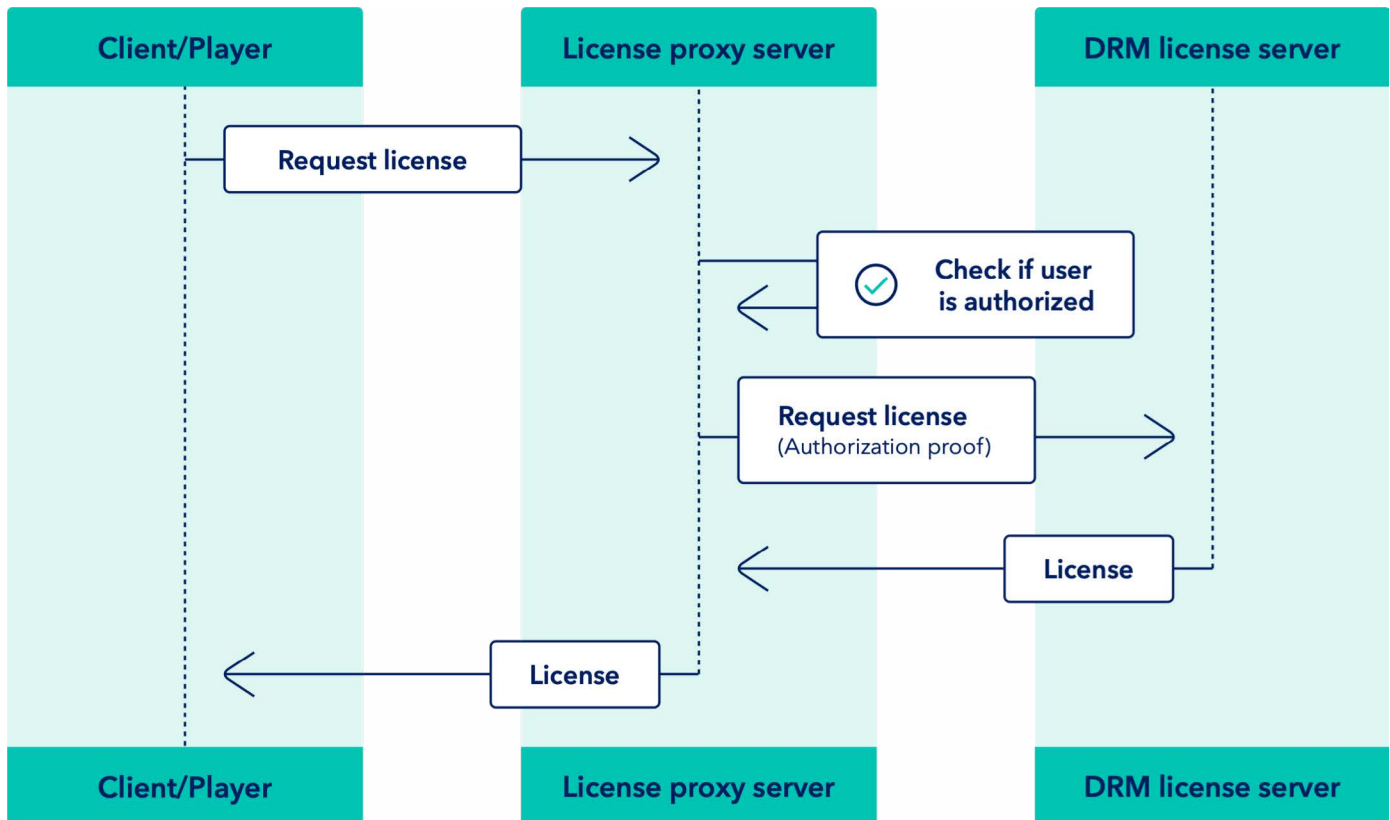 Client/Player
License proxy server
DRM license server
Request license
Check if user
is authorized
Request license
(Authorization proof)
License
License
Client/Player
License proxy server
DRM license server